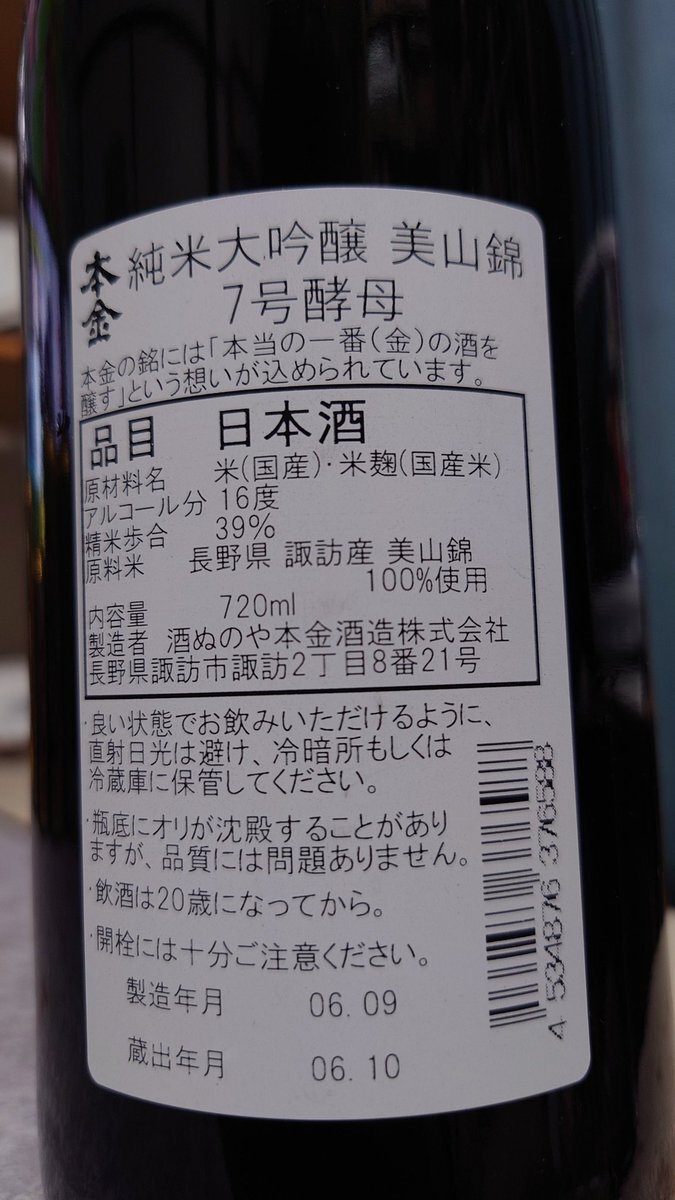 本金
純米大吟醸 美山錦
7号酵母
本金の銘には「本当の一番(金)の酒を
醸す」という想いが込められています。
品目 日本酒
原材料名 米(国産)・米麹(国産米)
アルコール分 16度
精米歩合 39%
原料米 長野県 諏訪産 美山錦
100%使用
内容量 720ml
製造者 酒ぬのや本金酒造株式会社
長野県諏訪市諏訪2丁目8番21号
・良い状態でお飲みいただけるように、
直射日光は避け、冷暗所もしくは
冷蔵庫に保管してください。
・瓶底にオリが沈殿することがあり
ますが、品質には問題ありません。
・飲酒は20歳になってから。
・開栓には十分ご注意ください。
製造年月 06.09
蔵出年月 06.10
4 534876 376588